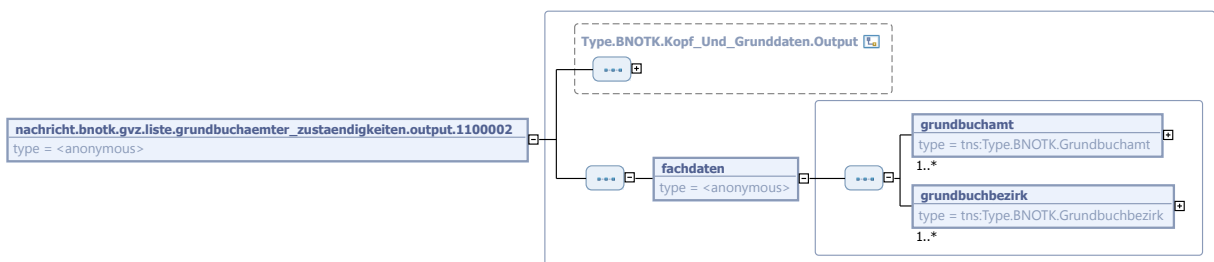 Type.BNOTK.Kopf_Und_Grunddaten.Output
nachricht.bnotk.gvz.liste.grundbuchaemter_zustaendigkeiten.output.1100002
type = <anonymous>
fachdaten
type = <anonymous>
grundbuchamt
type = tns:Type.BNOTK.Grundbuchamt
1..*
grundbuchbezirk
type = tns:Type.BNOTK.Grundbuchbezirk
1..*